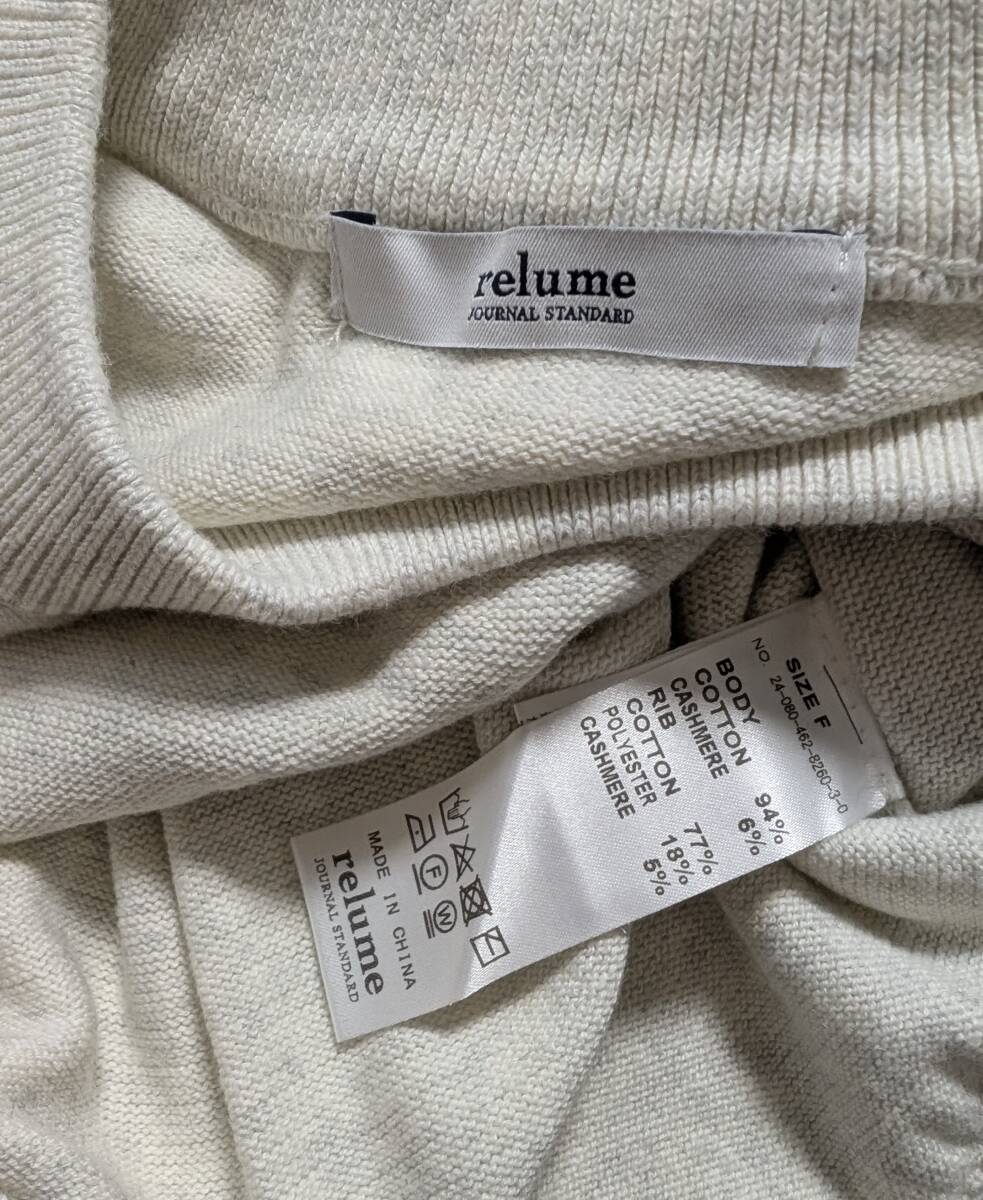 relume
JOURNAL STANDARD
SIZE F
NO. 24-080-462-8260-3-0
BODY
COTTON 94%
CASHMERE 6%
RIB
COTTON 77%
POLYESTER 18%
CASHMERE 5%
F W
MADE IN CHINA
relume
JOURNAL STANDARD